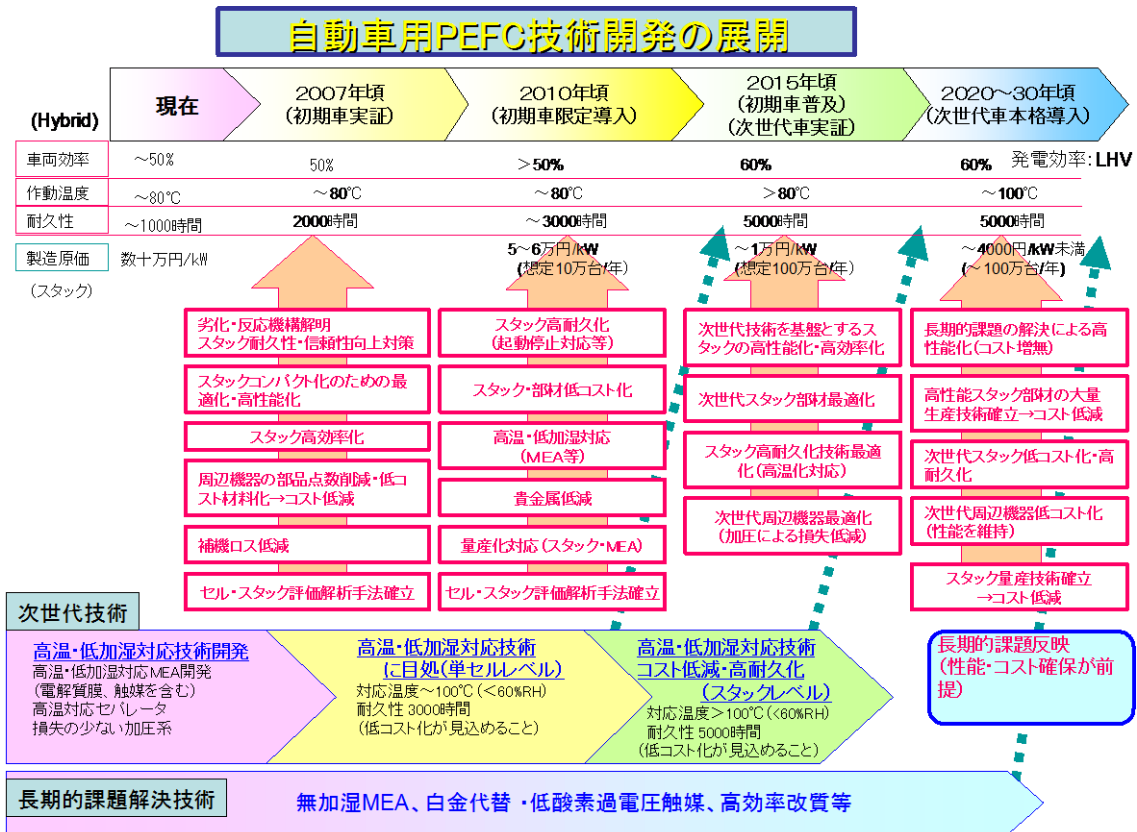 自動車用PEFC技術開発の展開
(Hybrid)
現在
2007年頃
(初期車実証)
2010年頃
(初期車限定導入)
2015年頃
(初期車普及)
(次世代車実証)
2020～30年頃
(次世代車本格導入)
車両効率
～50%
50%
＞50%
60%
60%
発電効率：LHV
作動温度
～80℃
～80℃
～80℃
＞80℃
～100℃
耐久性
～1000時間
2000時間
～3000時間
5000時間
5000時間
製造原価
(スタック)
数十万円/kW
5～6万円/kW
(想定10万台/年)
～1万円/kW
(想定100万台/年)
～4000円/kW未満
(～100万台/年)
劣化・反応機構解明
スタック耐久性・信頼性向上対策
スタックコンパクト化のための最
適化・高性能化
スタック高効率化
周辺機器の部品点数削減・低コ
スト材料化→コスト低減
補機ロス低減
セル・スタック評価解析手法確立
スタック高耐久化
(起動停止対応等)
スタック・部材低コスト化
高温・低加湿対応
(MEA等)
貴金属低減
量産化対応(スタック・MEA)
セル・スタック評価解析手法確立
次世代技術を基盤とするス
タックの高性能化・高効率化
次世代スタック部材最適化
スタック高耐久化技術最適
化(高温化対応)
次世代周辺機器最適化
(加圧による損失低減)
長期的課題の解決による高
性能化(コスト増無)
高性能スタック部材の大量
生産技術確立→コスト低減
次世代スタック低コスト化・高
耐久化
次世代周辺機器低コスト化
(性能を維持)
スタック量産技術確立
→コスト低減
次世代技術
高温・低加湿対応技術開発
高温・低加湿対応MEA開発
(電解質膜、触媒を含む)
高温対応セパレータ
損失の少ない加圧系
高温・低加湿対応技術
に目処(単セルレベル)
対応温度～100℃(＜60%RH)
耐久性 3000時間
(低コスト化が見込めること)
高温・低加湿対応技術
コスト低減・高耐久化
(スタックレベル)
対応温度＞100℃(＜60%RH)
耐久性 5000時間
(低コスト化が見込めること)
長期的課題反映
(性能・コスト確保が前
提)
長期的課題解決技術
無加湿MEA、白金代替・低酸素過電圧触媒、高効率改質等